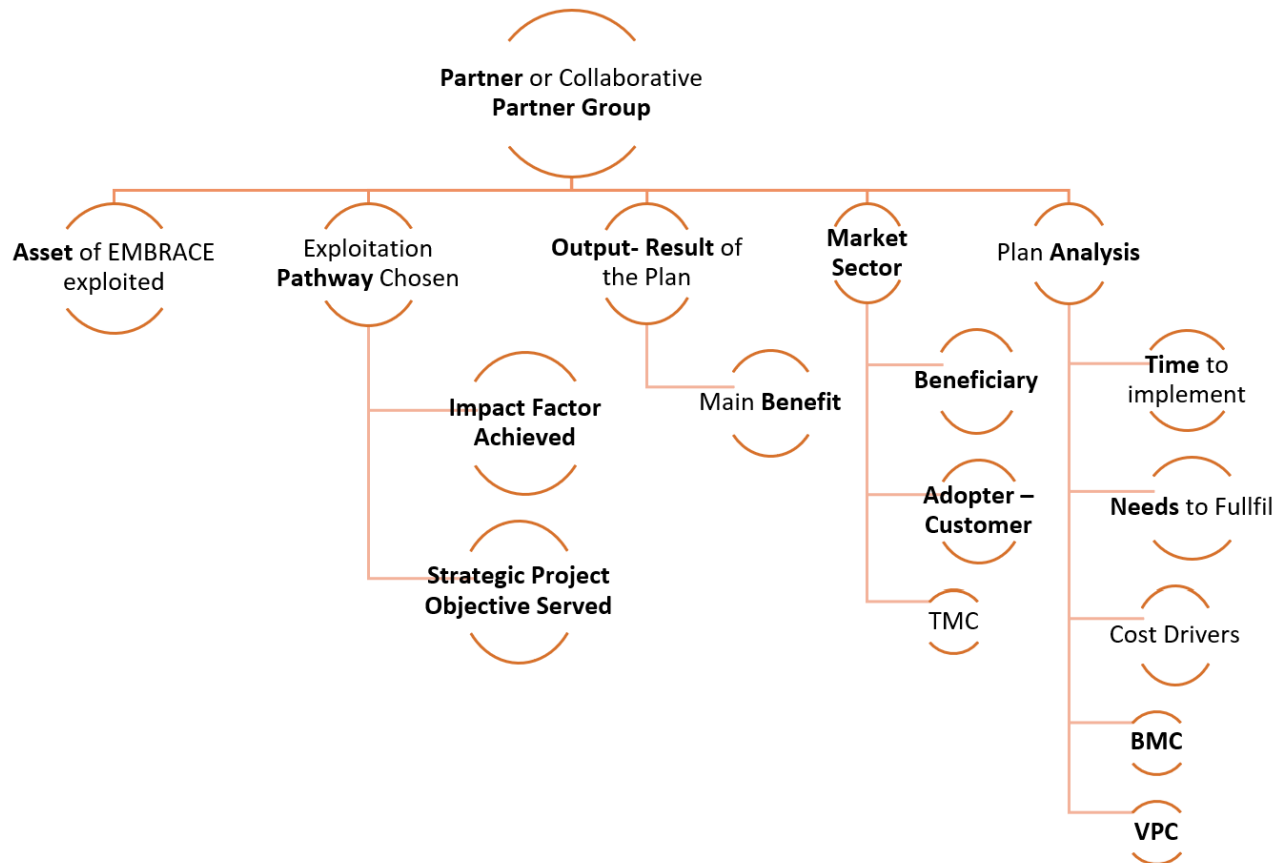 Partner or Collaborative
Partner Group
Asset of EMBRACE
exploited
Exploitation
Pathway Chosen
Impact Factor
Achieved
Strategic Project
Objective Served
Output- Result of
the Plan
Main Benefit
Market
Sector
Beneficiary
Adopter –
Customer
TMC
Plan Analysis
Time to
implement
Needs to Fullfil
Cost Drivers
BMC
VPC